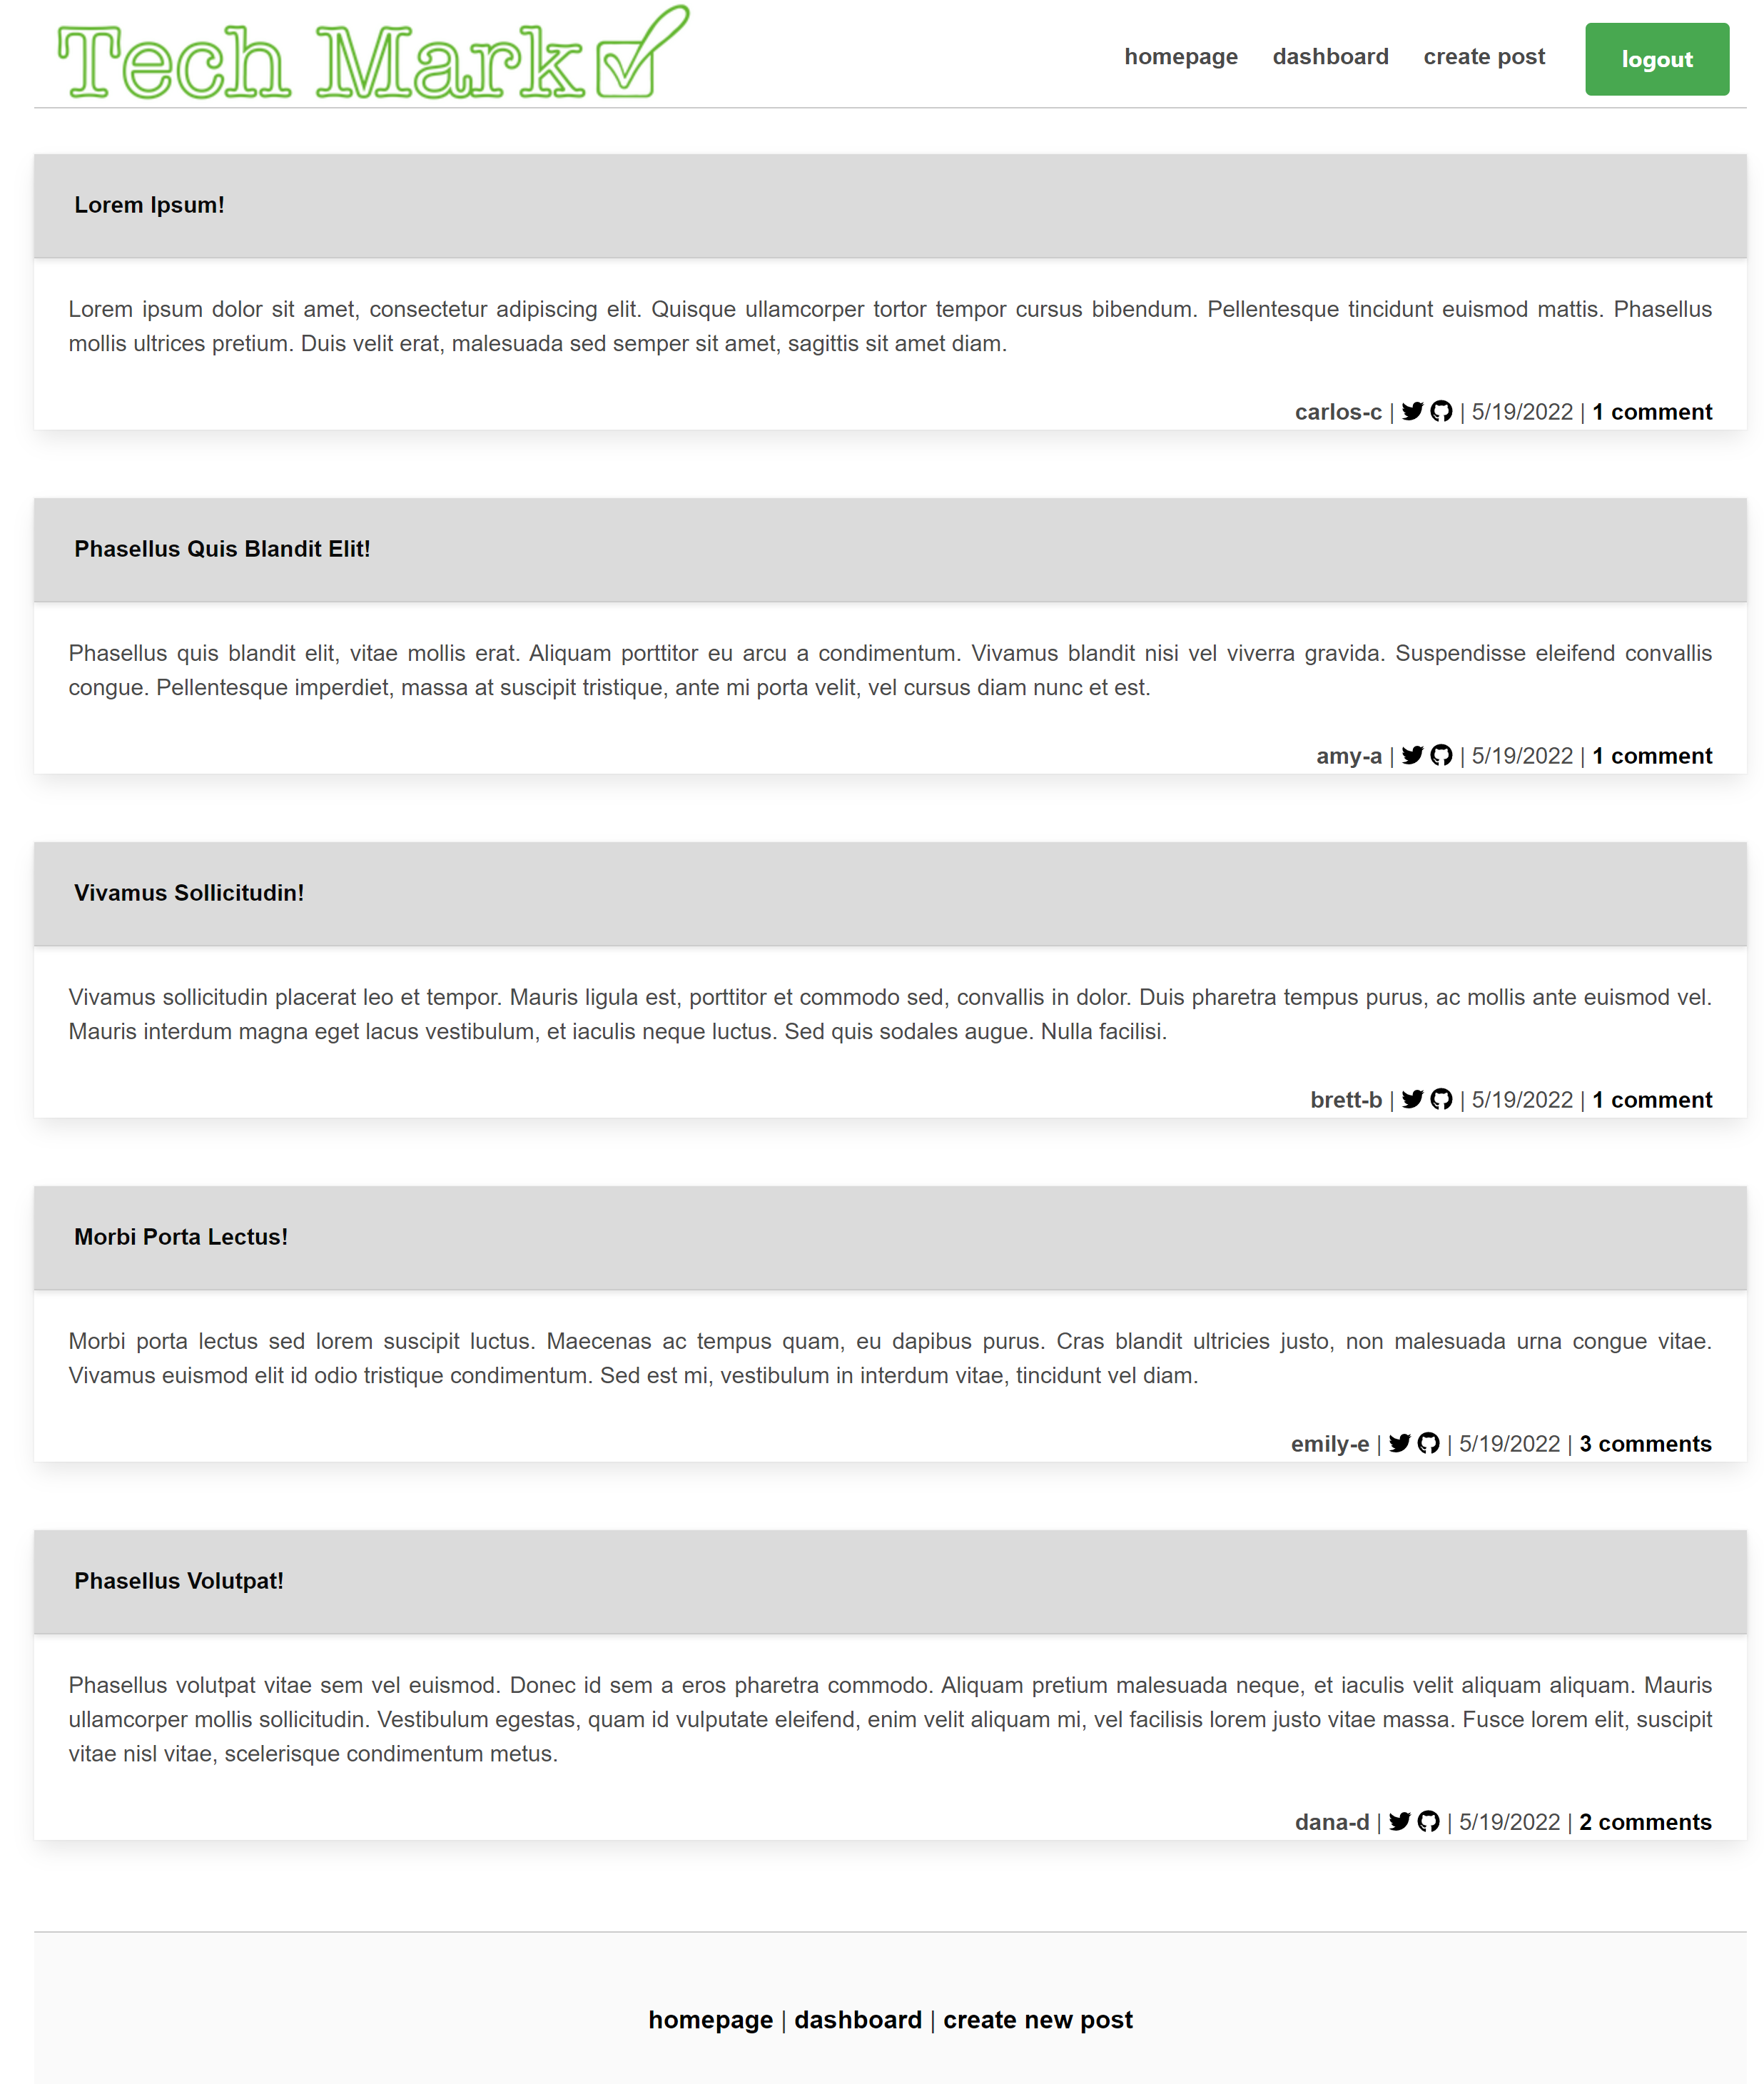 Tech Mark
homepage dashboard create post logout
Lorem Ipsum!
Lorem ipsum dolor sit amet, consectetur adipiscing elit. Quisque ullamcorper tortor tempor cursus bibendum. Pellentesque tincidunt euismod mattis. Phasellus
mollis ultrices pretium. Duis velit erat, malesuada sed semper sit amet, sagittis sit amet diam.
carlos-c | | 5/19/2022 | 1 comment
Phasellus Quis Blandit Elit!
Phasellus quis blandit elit, vitae mollis erat. Aliquam porttitor eu arcu a condimentum. Vivamus blandit nisi vel viverra gravida. Suspendisse eleifend convallis
congue. Pellentesque imperdiet, massa at suscipit tristique, ante mi porta velit, vel cursus diam nunc et est.
amy-a | | 5/19/2022 | 1 comment
Vivamus Sollicitudin!
Vivamus sollicitudin placerat leo et tempor. Mauris ligula est, porttitor et commodo sed, convallis in dolor. Duis pharetra tempus purus, ac mollis ante euismod vel.
Mauris interdum magna eget lacus vestibulum, et iaculis neque luctus. Sed quis sodales augue. Nulla facilisi.
brett-b | | 5/19/2022 | 1 comment
Morbi Porta Lectus!
Morbi porta lectus sed lorem suscipit luctus. Maecenas ac tempus quam, eu dapibus purus. Cras blandit ultricies justo, non malesuada urna congue vitae.
Vivamus euismod elit id odio tristique condimentum. Sed est mi, vestibulum in interdum vitae, tincidunt vel diam.
emily-e | | 5/19/2022 | 3 comments
Phasellus Volutpat!
Phasellus volutpat vitae sem vel euismod. Donec id sem a eros pharetra commodo. Aliquam pretium malesuada neque, et iaculis velit aliquam aliquam. Mauris
ullamcorper mollis sollicitudin. Vestibulum egestas, quam id vulputate eleifend, enim velit aliquam mi, vel facilisis lorem justo vitae massa. Fusce lorem elit, suscipit
vitae nisl vitae, scelerisque condimentum metus.
dana-d | | 5/19/2022 | 2 comments
homepage | dashboard | create new post